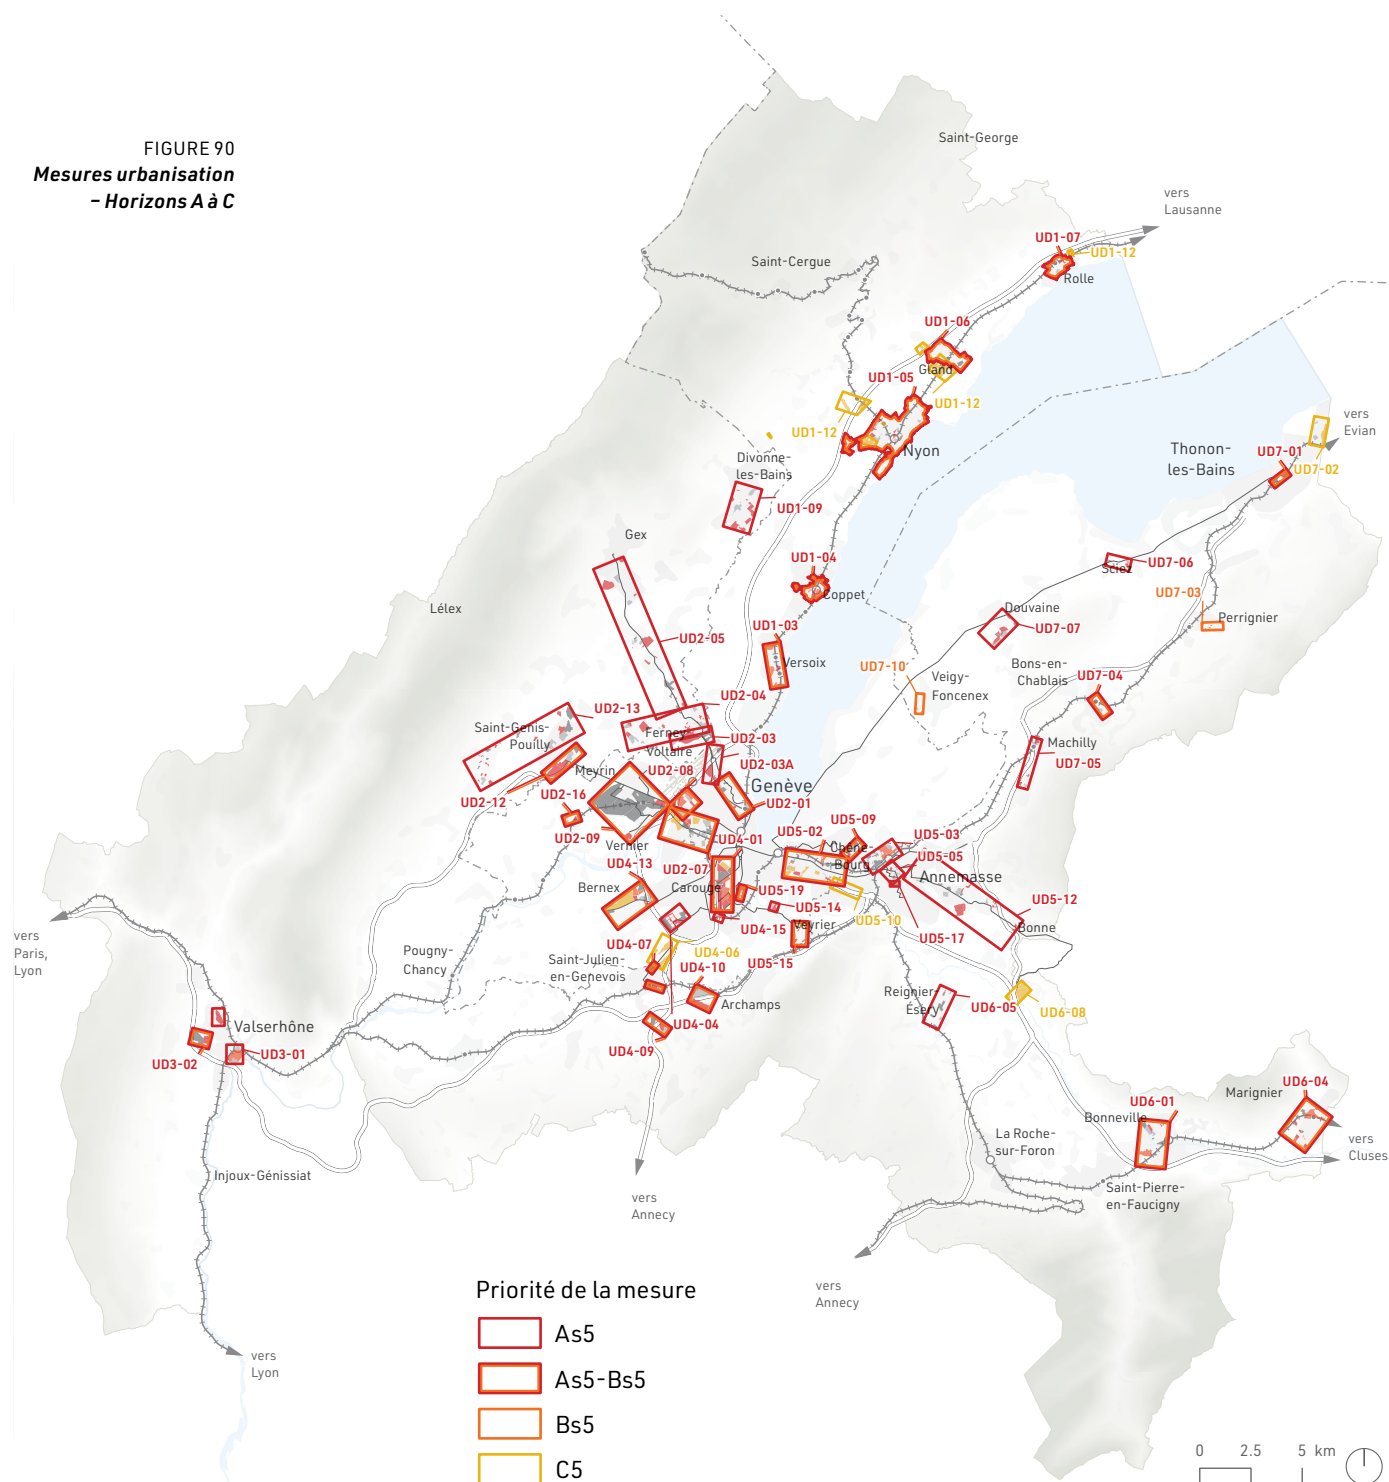 FIGURE 90
Mesures urbanisation
– Horizons A à C
Saint-George
vers
Lausanne
UD1-07
UD1-12
Saint-Cergue
Rolle
UD1-06
Gland
UD1-05
UD1-12
UD1-12
Nyon
vers
Evian
Thonon-
les-Bains
UD7-01
UD7-02
Divonne-
les-Bains
UD1-09
Gex
UD1-04
Coppet
UD7-06
Sciez
UD7-03
Perrignier
Lélex
Douvaine
UD7-07
UD2-05
UD1-03
Versoix
UD7-10
Veigy-
Foncenex
Bons-en-
Chablais
UD7-04
UD2-04
UD2-13
Saint-Genis-
Pouilly
Ferney-
Voltaire
UD2-03
UD2-03A
Machilly
UD7-05
Meyrin
UD2-08
Genève
UD2-12
UD2-16
UD2-01
UD2-09
Vernier
UD4-01
UD5-02
UD5-09
Chêne-
Bourg
UD5-03
UD5-05
Annemasse
UD4-13
UD2-07
Bernex
Carouge
UD5-19
UD5-14
UD5-12
UD5-10
Bonne
UD4-15
Veyrier
UD5-17
UD4-07
UD4-06
UD5-15
Pougny-
Chancy
Saint-Julien-
en-Genevois
UD4-10
Archamps
Reignier-
Ésery
UD6-05
UD6-08
UD4-04
UD4-09
vers
Paris,
Lyon
Valserhône
UD3-01
UD3-02
Marignier
UD6-04
UD6-01
Bonneville
vers
Cluses
La Roche-
sur-Foron
Injoux-Génissiat
Saint-Pierre-
en-Faucigny
vers
Annecy
vers
Annecy
vers
Lyon
Priorité de la mesure
As5
As5-Bs5
Bs5
C5
0 2.5 5 km